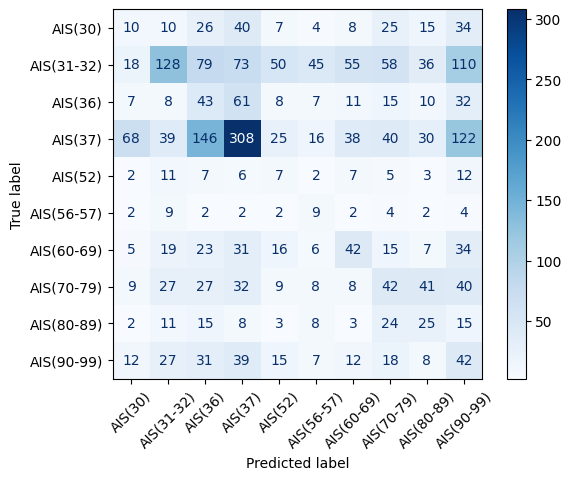 AIS(30) 10 10 26 40 7 4 8 25 15 34
AIS(31-32) 18 128 79 73 50 45 55 58 36 110
AIS(36) 7 8 43 61 8 7 11 15 10 32
AIS(37) 68 39 146 308 25 16 38 40 30 122
AIS(52) 2 11 7 6 7 2 7 5 3 12
AIS(56-57) 2 9 2 2 2 9 2 4 2 4
AIS(60-69) 5 19 23 31 16 6 42 15 7 34
AIS(70-79) 9 27 27 32 9 8 8 42 41 40
AIS(80-89) 2 11 15 8 3 8 3 24 25 15
AIS(90-99) 12 27 31 39 15 7 12 18 8 42
AIS(30) AIS(31-32) AIS(36) AIS(37) AIS(52) AIS(56-57) AIS(60-69) AIS(70-79) AIS(80-89) AIS(90-99)
Predicted label
True label
300
250
200
150
100
50